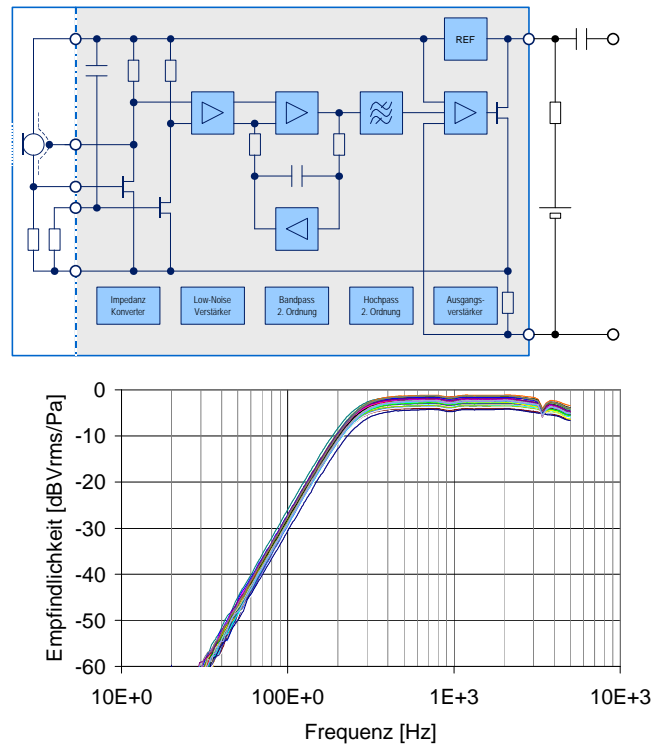 REF
Impedanz
Konverter
Low-Noise
Verstärker
Bandpass
2. Ordnung
Hochpass
2. Ordnung
Ausgangs-
verstärker
Empfindlichkeit [dBVrms/Pa]
0
-10
-20
-30
-40
-50
-60
10E+0
100E+0
1E+3
10E+3
Frequenz [Hz]